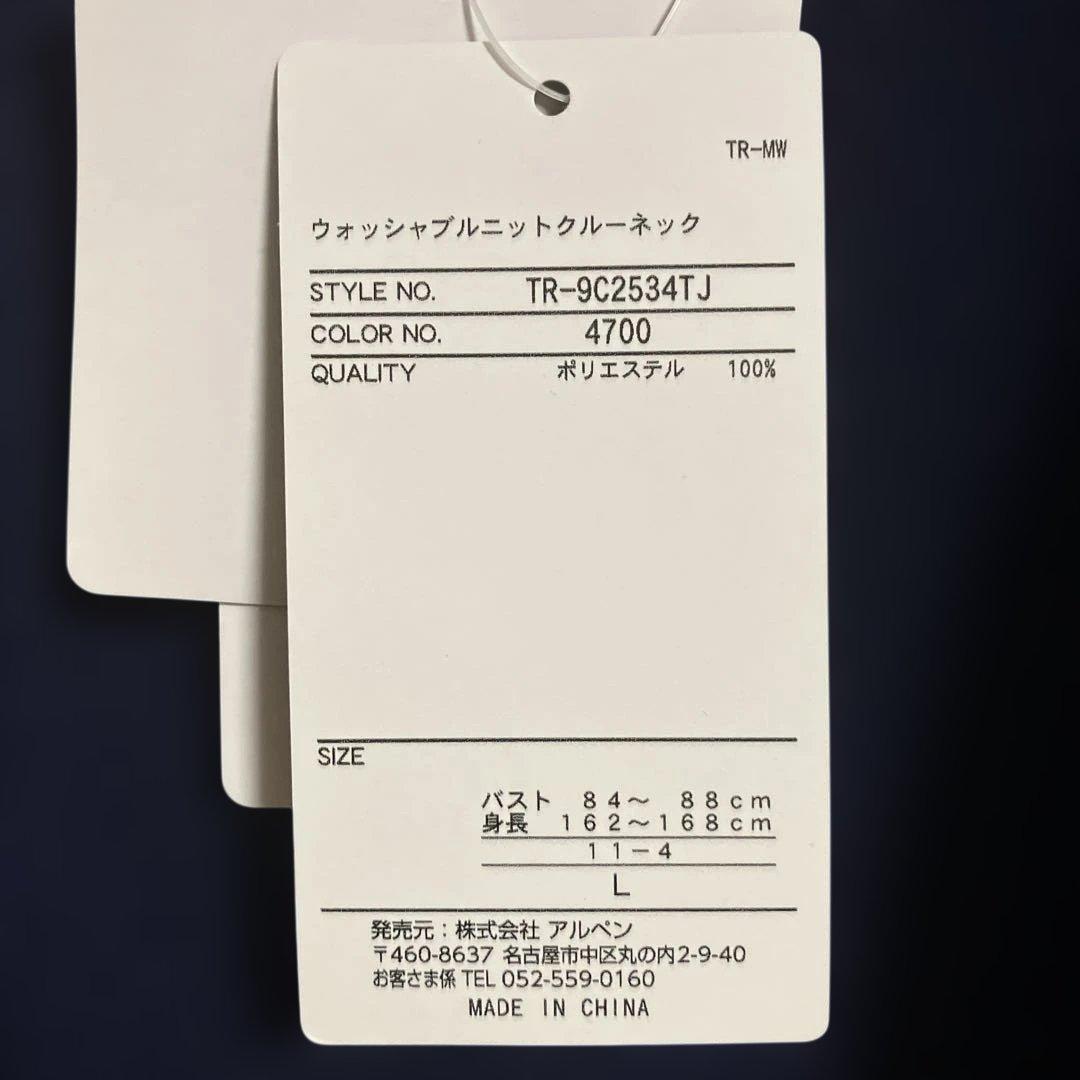 TR-MW
ウォッシャブルニットクルーネック
STYLE NO. TR-9C2534TJ
COLOR NO. 4700
QUALITY ポリエステル 100%
SIZE
バスト 84〜 88cm
身長 162〜168cm
11-4
L
発売元：株式会社 アルペン
〒460-8637 名古屋市中区丸の内2-9-40
お客さま係 TEL 052-559-0160
MADE IN CHINA